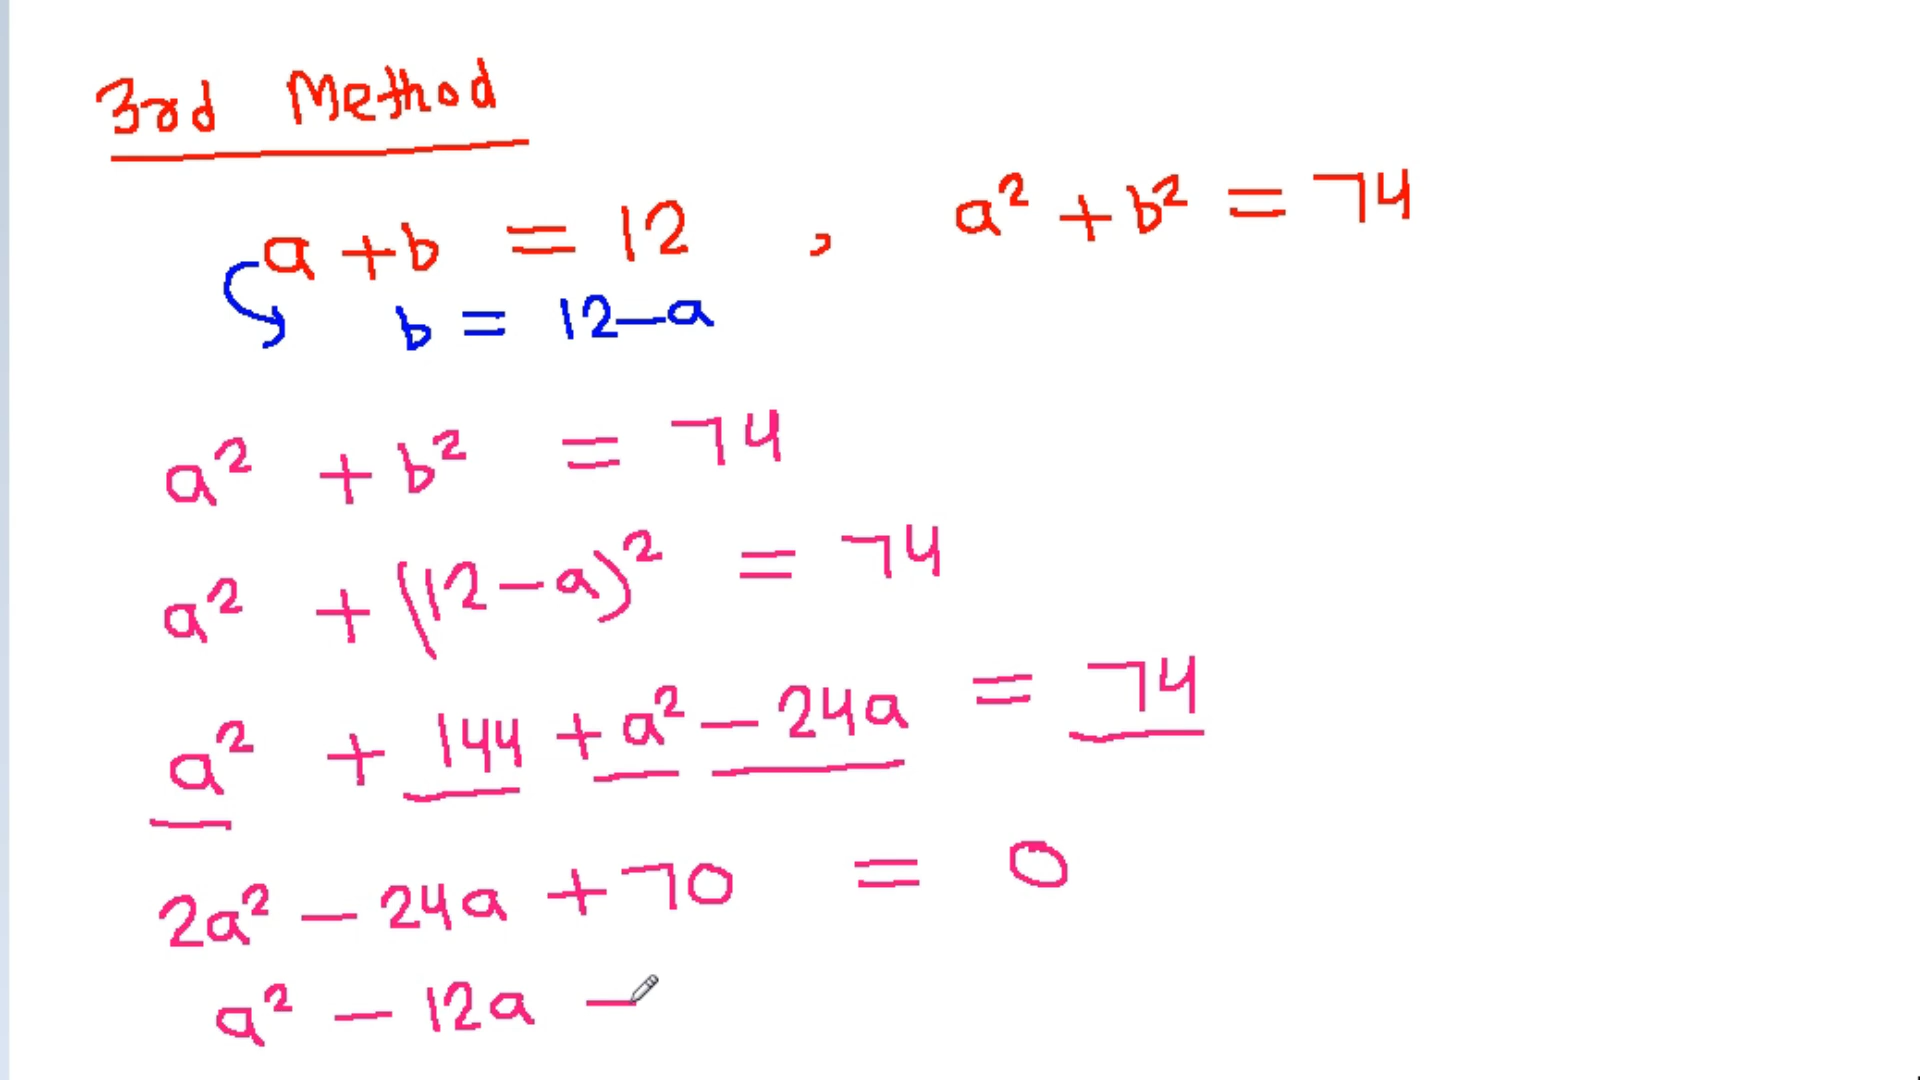 3rd Method
a + b = 12 , a² + b² = 74
b = 12 - a
a² + b² = 74
a² + (12 - a)² = 74
a² + 144 + a² - 24a = 74
2a² - 24a + 70 = 0
a² - 12a -